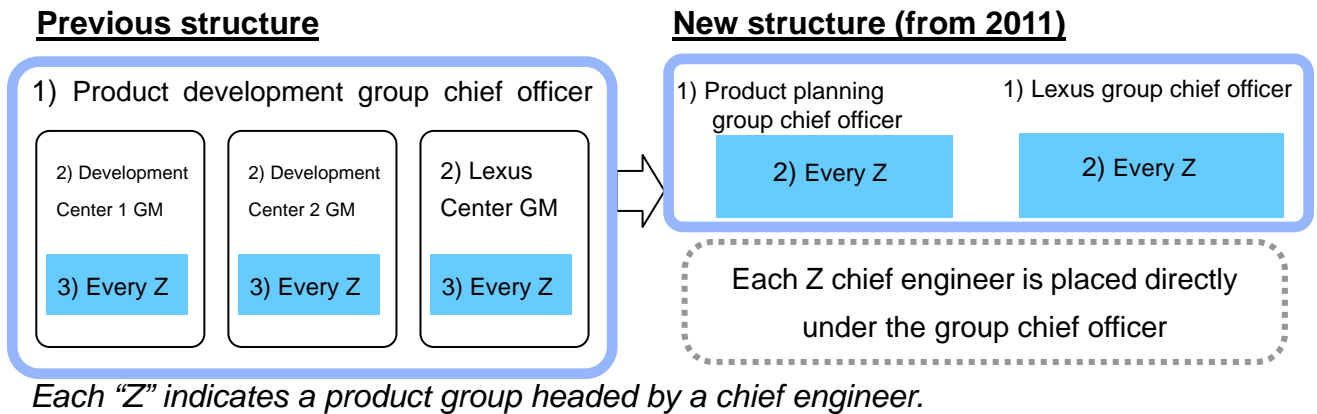 Previous structure
1) Product development group chief officer
2) Development
Center 1 GM
3) Every Z
2) Development
Center 2 GM
3) Every Z
2) Lexus
Center GM
3) Every Z
New structure (from 2011)
1) Product planning
group chief officer
2) Every Z
1) Lexus group chief officer
2) Every Z
Each Z chief engineer is placed directly
under the group chief officer
Each “Z” indicates a product group headed by a chief engineer.